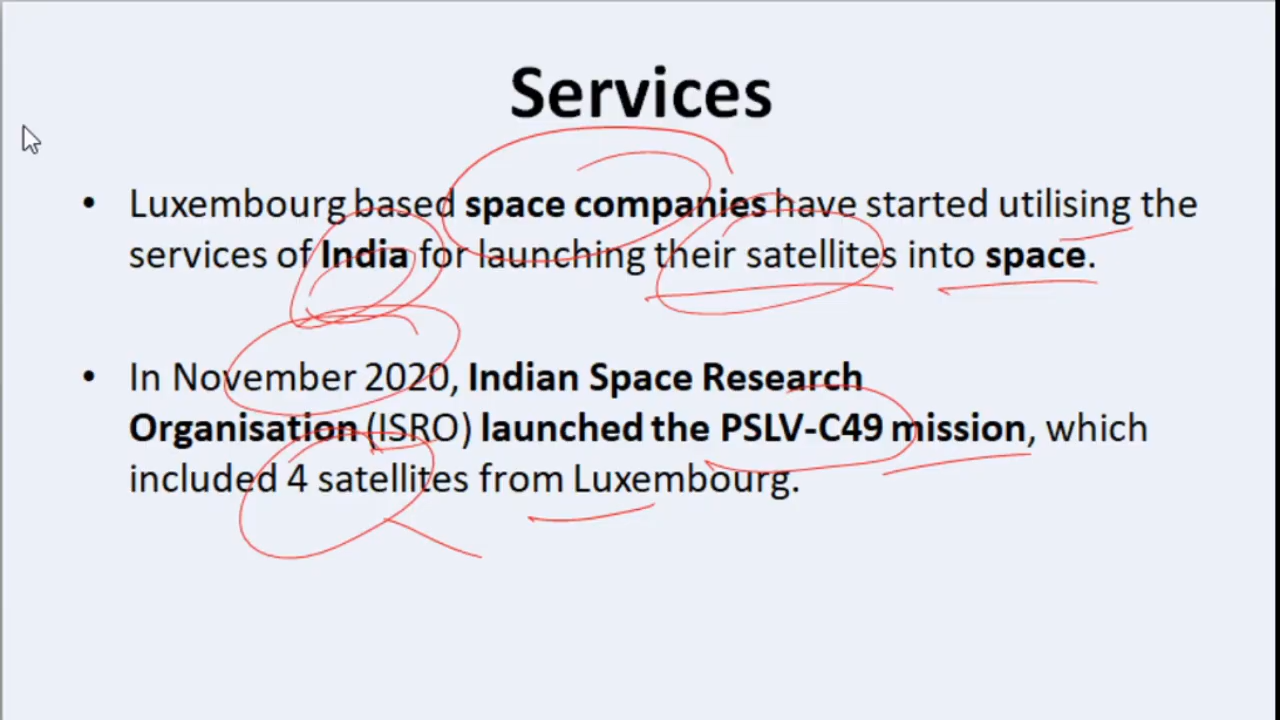 Services
• Luxembourg based space companies have started utilising the
services of India for launching their satellites into space.
• In November 2020, Indian Space Research
Organisation (ISRO) launched the PSLV-C49 mission, which
included 4 satellites from Luxembourg.